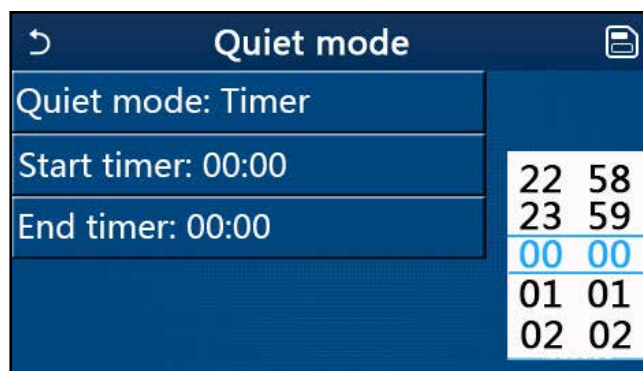 Quiet mode
Quiet mode: Timer
Start timer: 00:00
End timer: 00:00
22 58
23 59
00 00
01 01
02 02